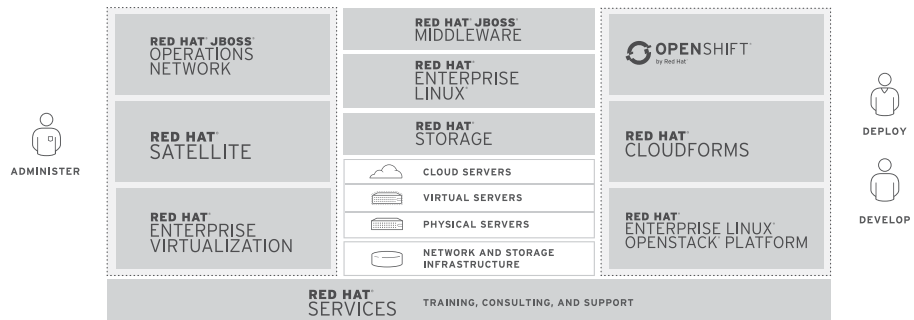 ADMINISTER
RED HAT® JBOSS®
OPERATIONS
NETWORK
RED HAT®
SATELLITE
RED HAT®
ENTERPRISE
VIRTUALIZATION
RED HAT® JBOSS®
MIDDLEWARE
RED HAT®
ENTERPRISE
LINUX®
RED HAT®
STORAGE
CLOUD SERVERS
VIRTUAL SERVERS
PHYSICAL SERVERS
NETWORK AND STORAGE
INFRASTRUCTURE
OPENSHIFT®
by Red Hat®
RED HAT®
CLOUDFORMS
RED HAT®
ENTERPRISE LINUX®
OPENSTACK® PLATFORM
DEPLOY
DEVELOP
RED HAT®
SERVICES
TRAINING, CONSULTING, AND SUPPORT